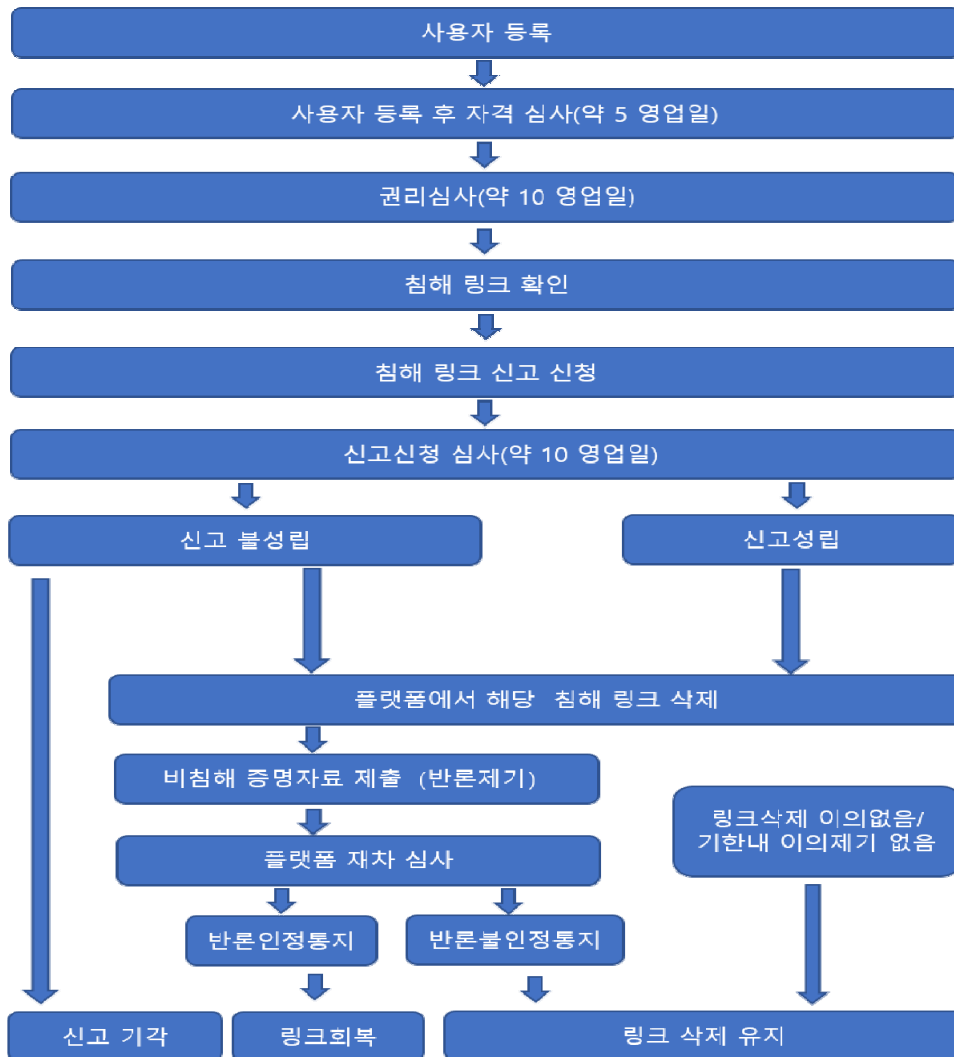 사용자 등록
사용자 등록 후 자격 심사(약 5 영업일)
권리심사(약 10 영업일)
침해 링크 확인
침해 링크 신고 신청
신고신청 심사(약 10 영업일)
신고 불성립
신고성립
플랫폼에서 해당 침해 링크 삭제
비침해 증명자료 제출 (반론제기)
링크삭제 이의없음/
기한내 이의제기 없음
플랫폼 재차 심사
반론인정통지
반론불인정통지
신고 기각
링크회복
링크 삭제 유지